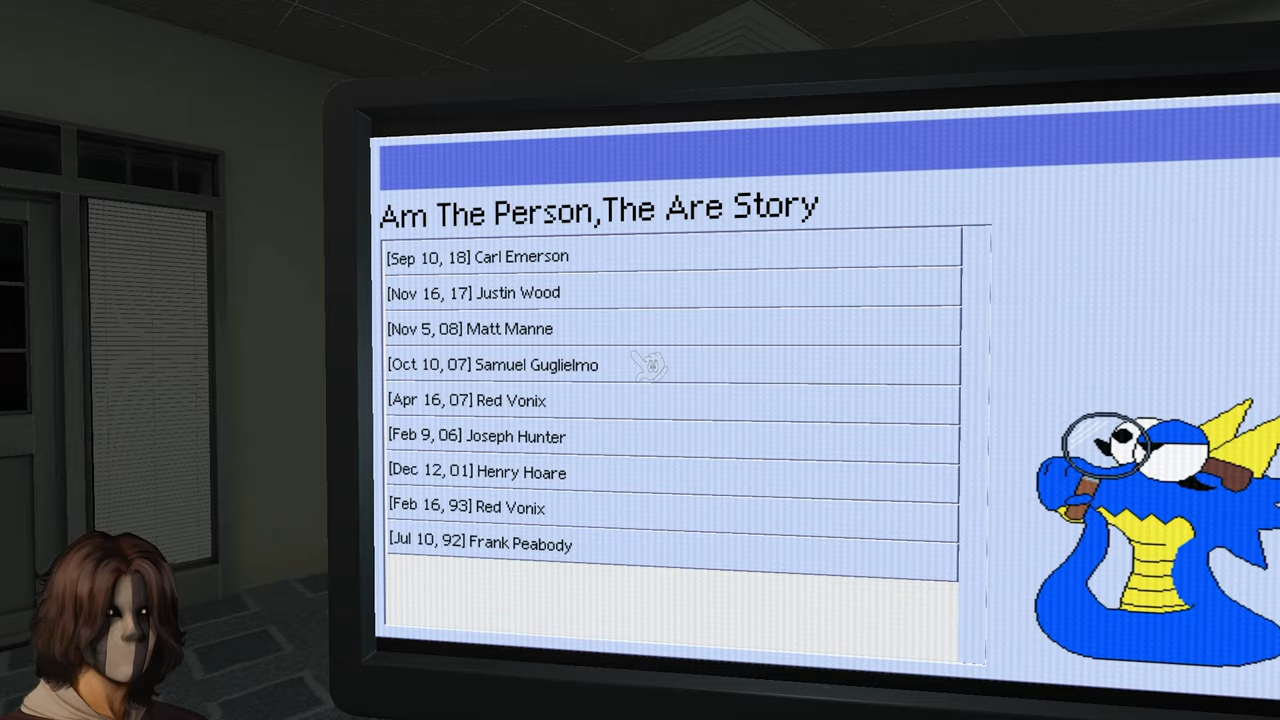 Am The Person,The Are Story
[Sep 10, 18] Carl Emerson
[Nov 16, 17] Justin Wood
[Nov 5, 08] Matt Manne
[Oct 10, 07] Samuel Guglielmo
[Apr 16, 07] Red Vonix
[Feb 9, 06] Joseph Hunter
[Dec 12, 01] Henry Hoare
[Feb 16, 93] Red Vonix
[Jul 10, 92] Frank Peabody